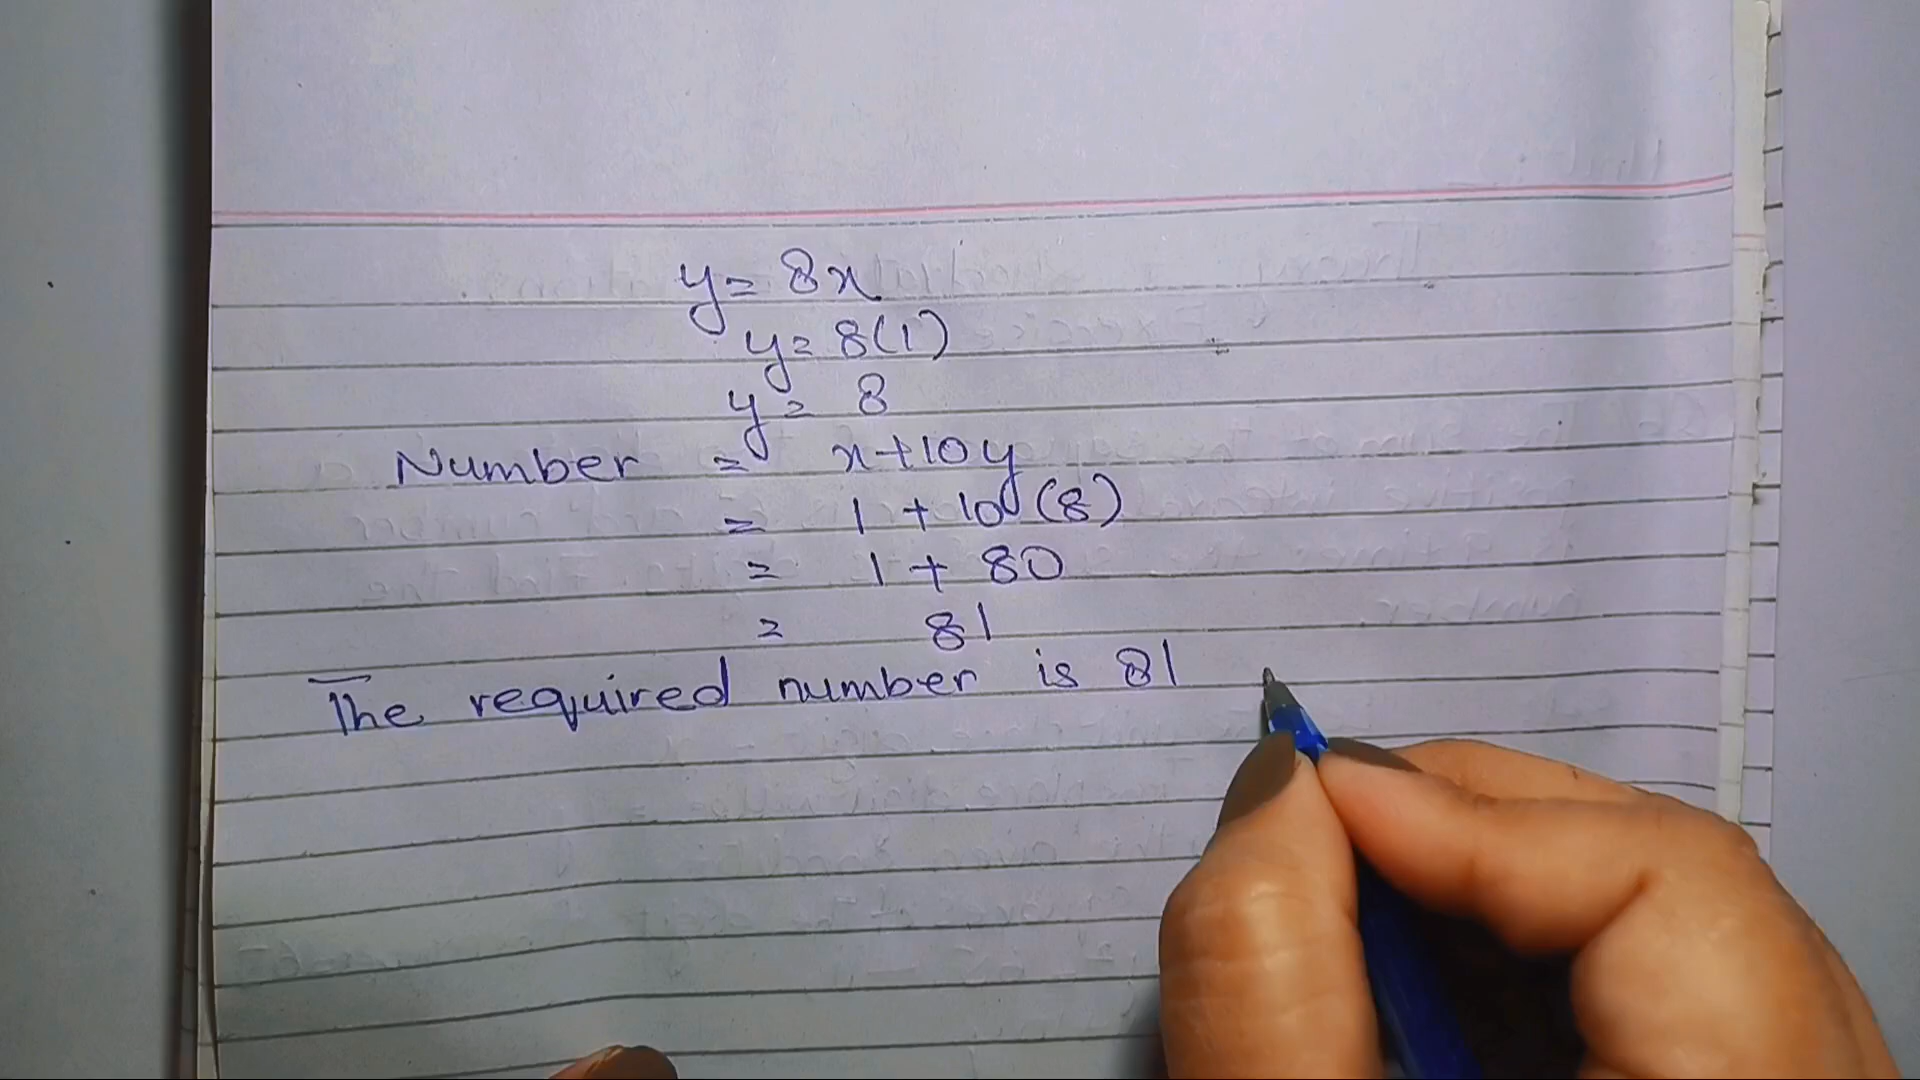 y = 8x
y = 8(1)
y = 8
Number = x+10y
= 1 + 10(8)
= 1 + 80
= 81
The required number is 81